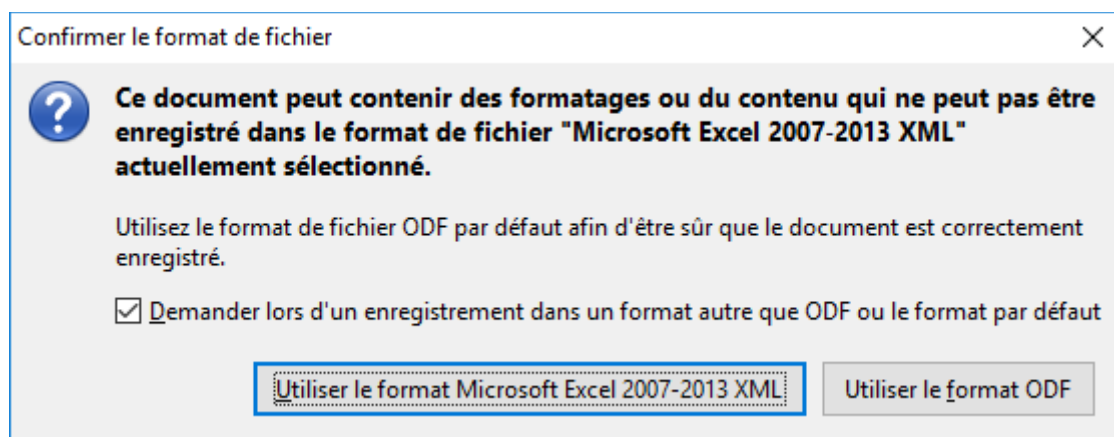 Confirmer le format de fichier
Ce document peut contenir des formatages ou du contenu qui ne peut pas être
enregistré dans le format de fichier "Microsoft Excel 2007-2013 XML"
actuellement sélectionné.
Utilisez le format de fichier ODF par défaut afin d'être sûr que le document est correctement
enregistré.
Demander lors d'un enregistrement dans un format autre que ODF ou le format par défaut
Utiliser le format Microsoft Excel 2007-2013 XML Utiliser le format ODF